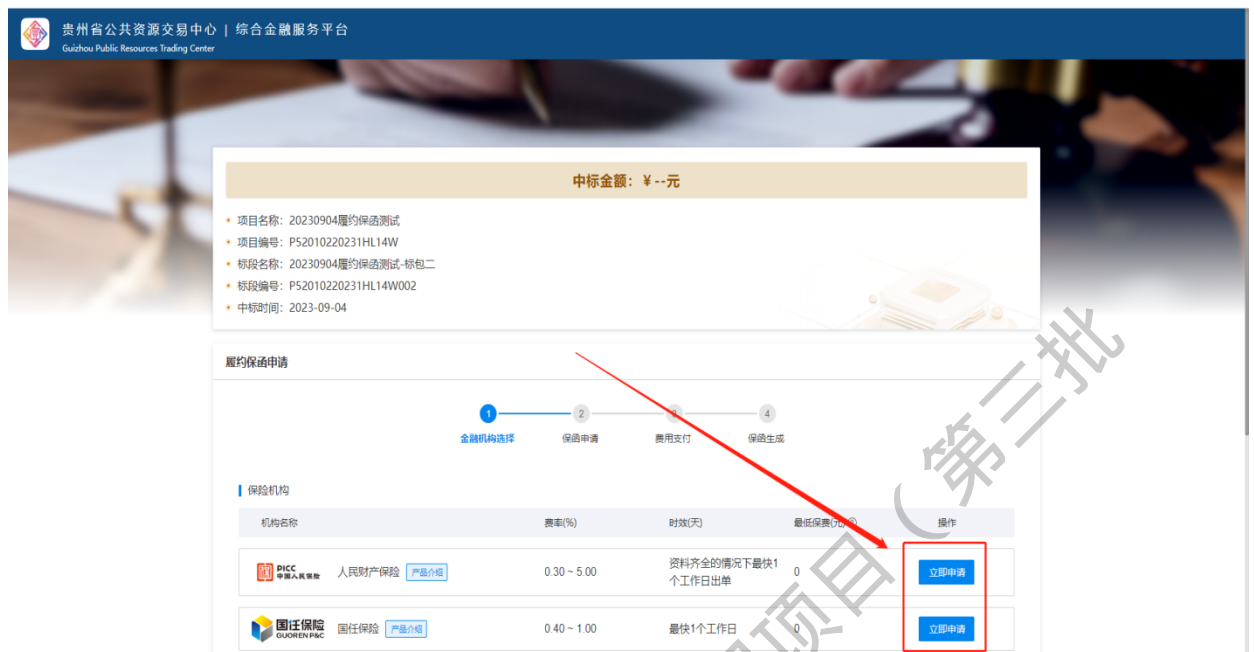 贵州省公共资源交易中心 | 综合金融服务平台
Guizhou Public Resources Trading Center
中标金额：￥--元
项目名称：20230904履约保函测试
项目编号：P52010220231HL14W
标段名称：20230904履约保函测试-标包二
标段编号：P52010220231HL14W002
中标时间：2023-09-04
履约保函申请
1 2 3 4
金融机构选择 保函申请 费用支付 保函生成
保险机构
机构名称 费率(%) 时效(天) 最低保费(元) 操作
PICC 中国人民保险 人民财产保险 产品介绍 0.30 ~ 5.00 资料齐全的情况下最快1个工作日出单 0 立即申请
国任保险 GUOREN P&C 国任保险 产品介绍 0.40 ~ 1.00 最快1个工作日 0 立即申请
项目（第三批